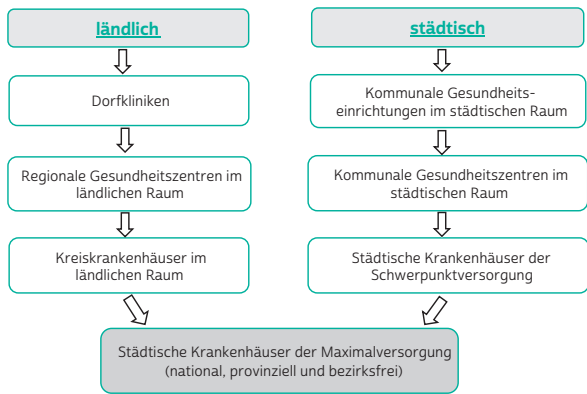 ländlich
Dorfkliniken
Regionale Gesundheitszentren im
ländlichen Raum
Kreiskrankenhäuser im
ländlichen Raum
städtisch
Kommunale Gesundheits-
einrichtungen im städtischen Raum
Kommunale Gesundheitszentren im
städtischen Raum
Städtische Krankenhäuser der
Schwerpunktversorgung
Städtische Krankenhäuser der Maximalversorgung
(national, provinziell und bezirksfrei)